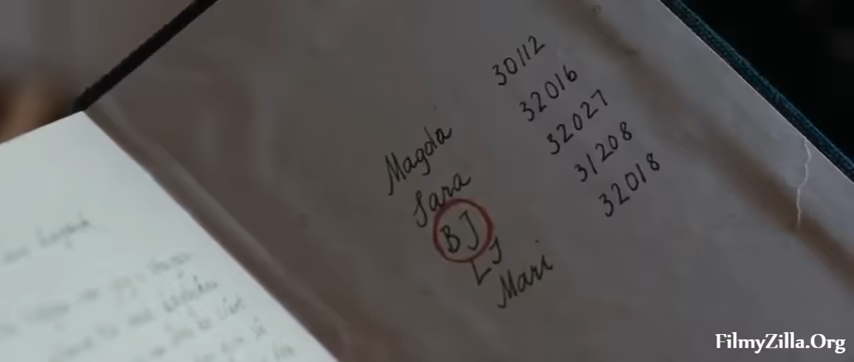 Magda 30112
Sara 32016
BJ 32027
LJ 31208
Mari 32018
FilmyZilla.Org